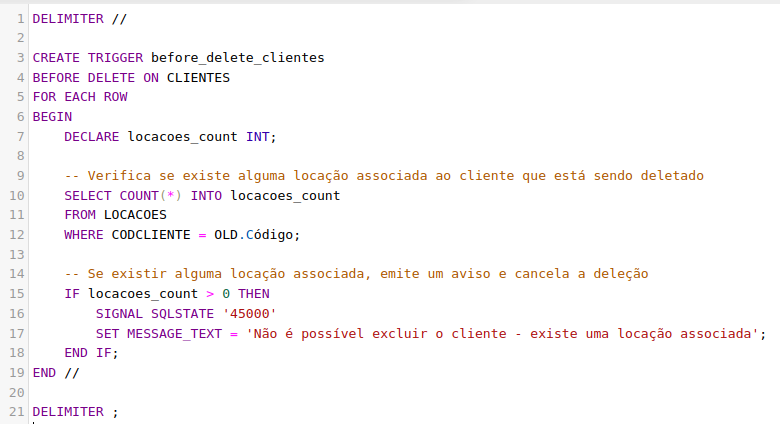 1 DELIMITER //
2
3 CREATE TRIGGER before_delete_clientes
4 BEFORE DELETE ON CLIENTES
5 FOR EACH ROW
6 BEGIN
7     DECLARE locacoes_count INT;
8
9     -- Verifica se existe alguma locação associada ao cliente que está sendo deletado
10     SELECT COUNT(*) INTO locacoes_count
11     FROM LOCACOES
12     WHERE CODCLIENTE = OLD.Código;
13
14     -- Se existir alguma locação associada, emite um aviso e cancela a deleção
15     IF locacoes_count > 0 THEN
16         SIGNAL SQLSTATE '45000'
17         SET MESSAGE_TEXT = 'Não é possível excluir o cliente - existe uma locação associada';
18     END IF;
19 END //
20
21 DELIMITER ;